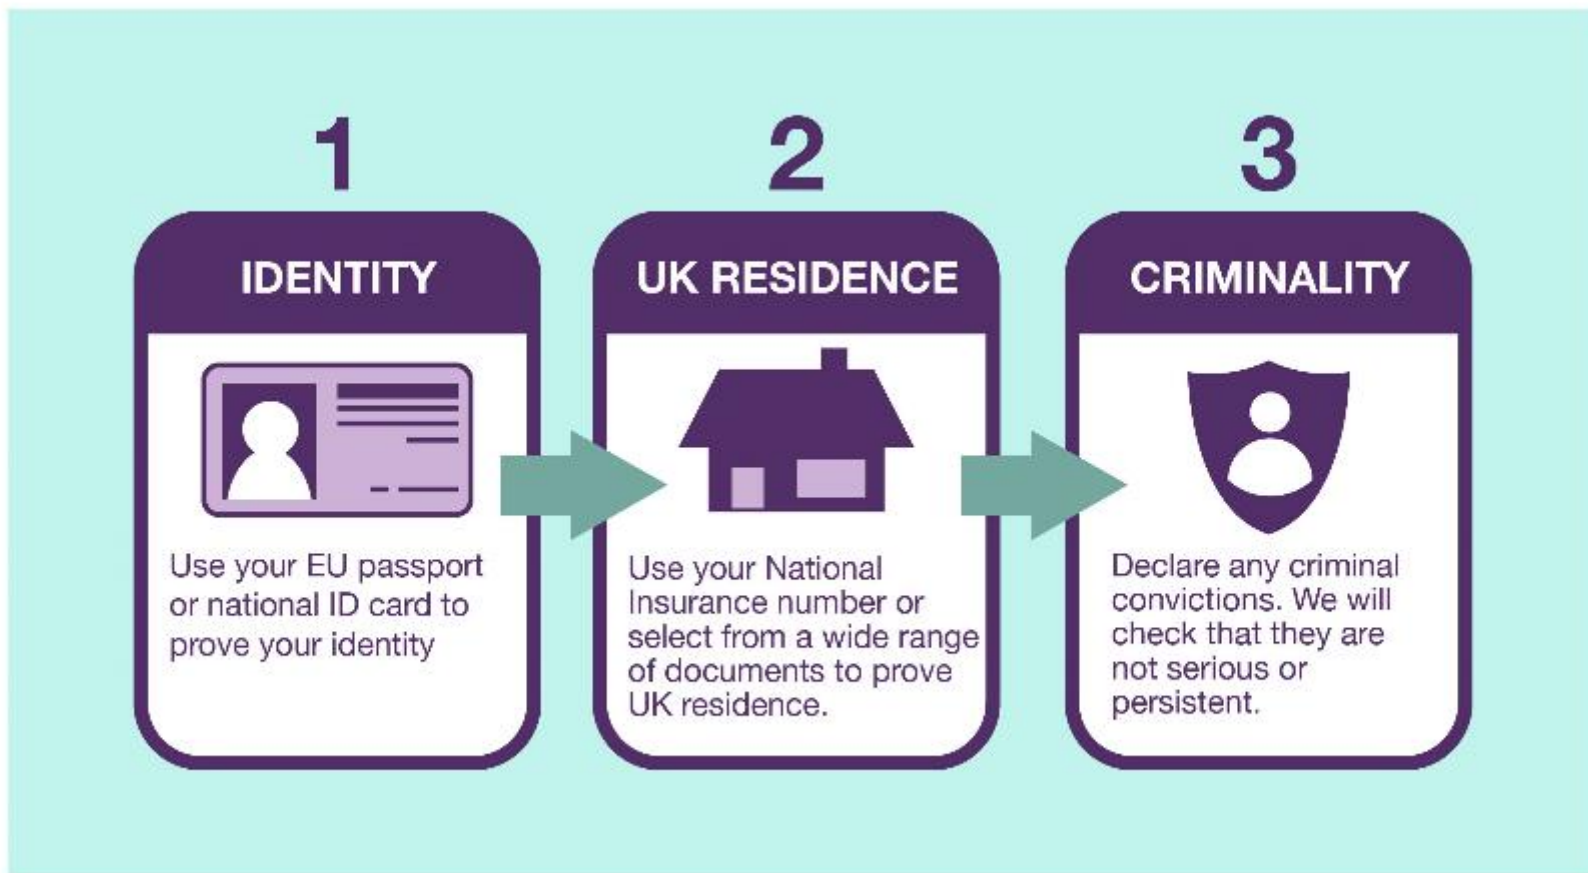 1
IDENTITY
Use your EU passport
or national ID card to
prove your identity
2
UK RESIDENCE
Use your National
Insurance number or
select from a wide range
of documents to prove
UK residence.
3
CRIMINALITY
Declare any criminal
convictions. We will
check that they are
not serious or
persistent.